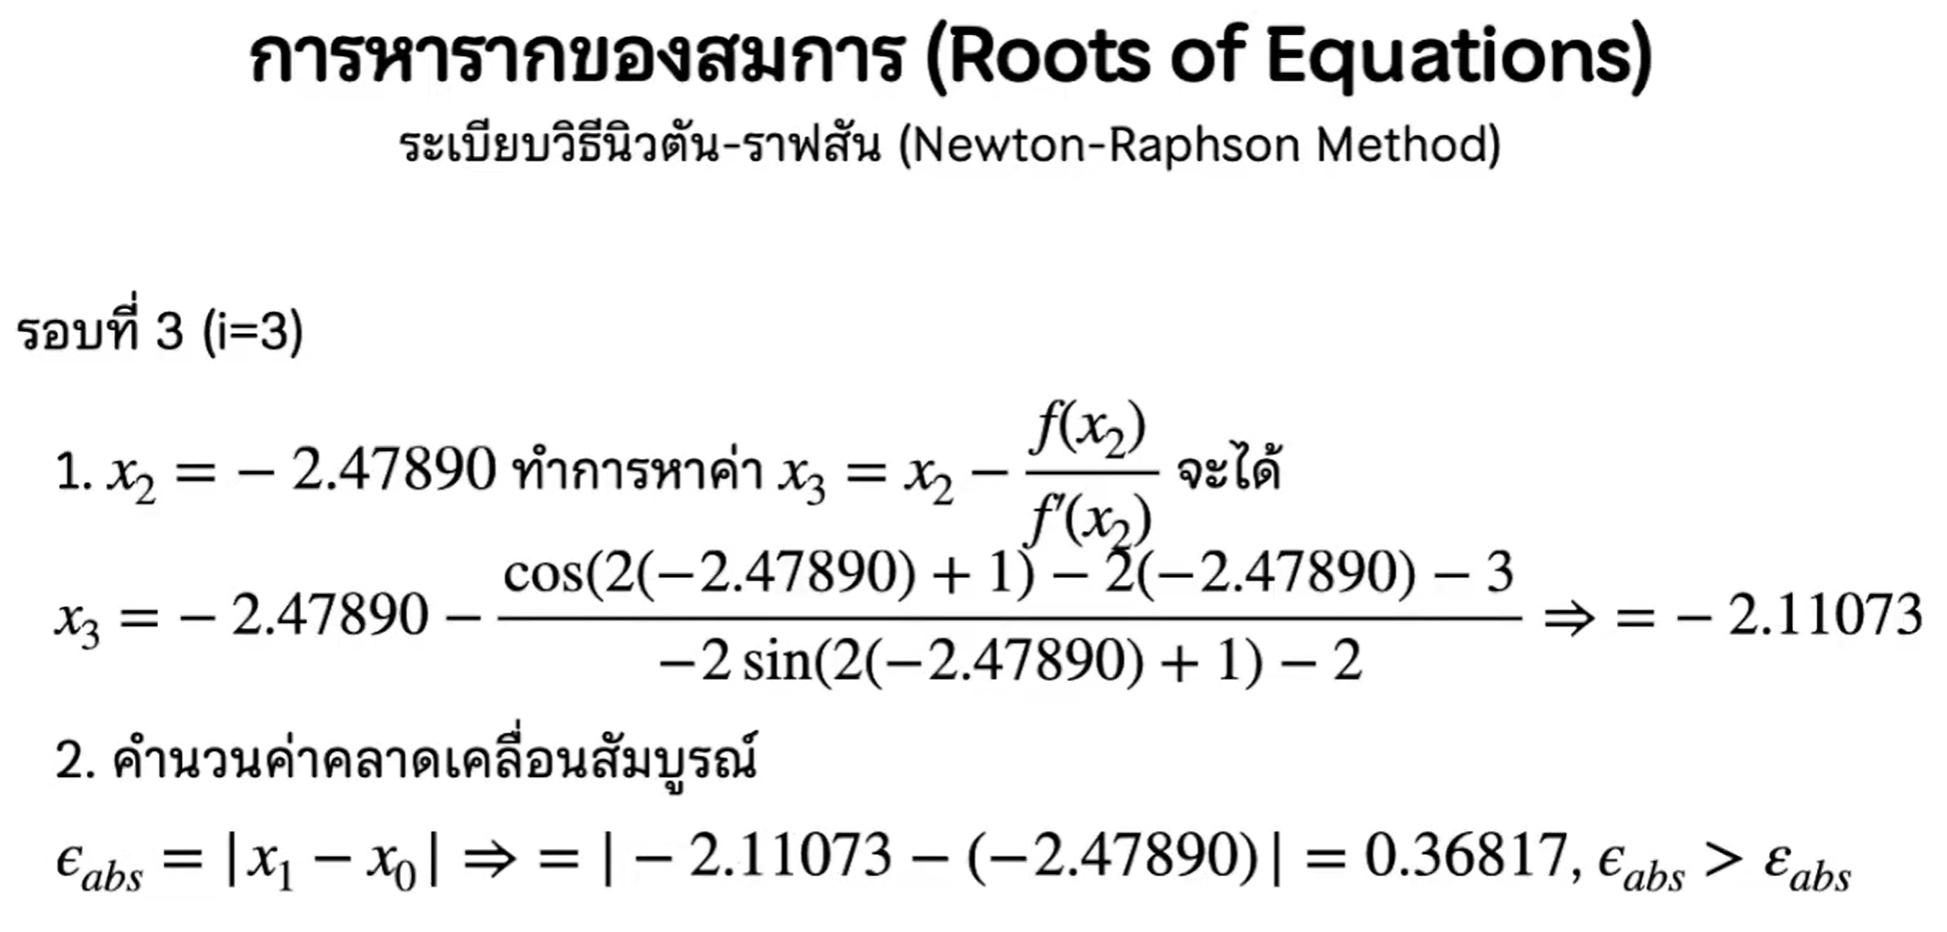 การหารากของสมการ (Roots of Equations)
ระเบียบวิธีนิวตัน-ราฟสัน (Newton-Raphson Method)
รอบที่ 3 (i=3)
1. x₂ = − 2.47890 ทำการหาค่า x₃ = x₂ − f(x₂) / f′(x₂) จะได้
x₃ = − 2.47890 − (cos(2(−2.47890) + 1) − 2(−2.47890) − 3) / (−2 sin(2(−2.47890) + 1) − 2) ⇒ = − 2.11073
2. คำนวนค่าคลาดเคลื่อนสัมบูรณ์
ϵabs = |x₁ − x₀| ⇒ = | − 2.11073 − (−2.47890)| = 0.36817, ϵabs > εabs